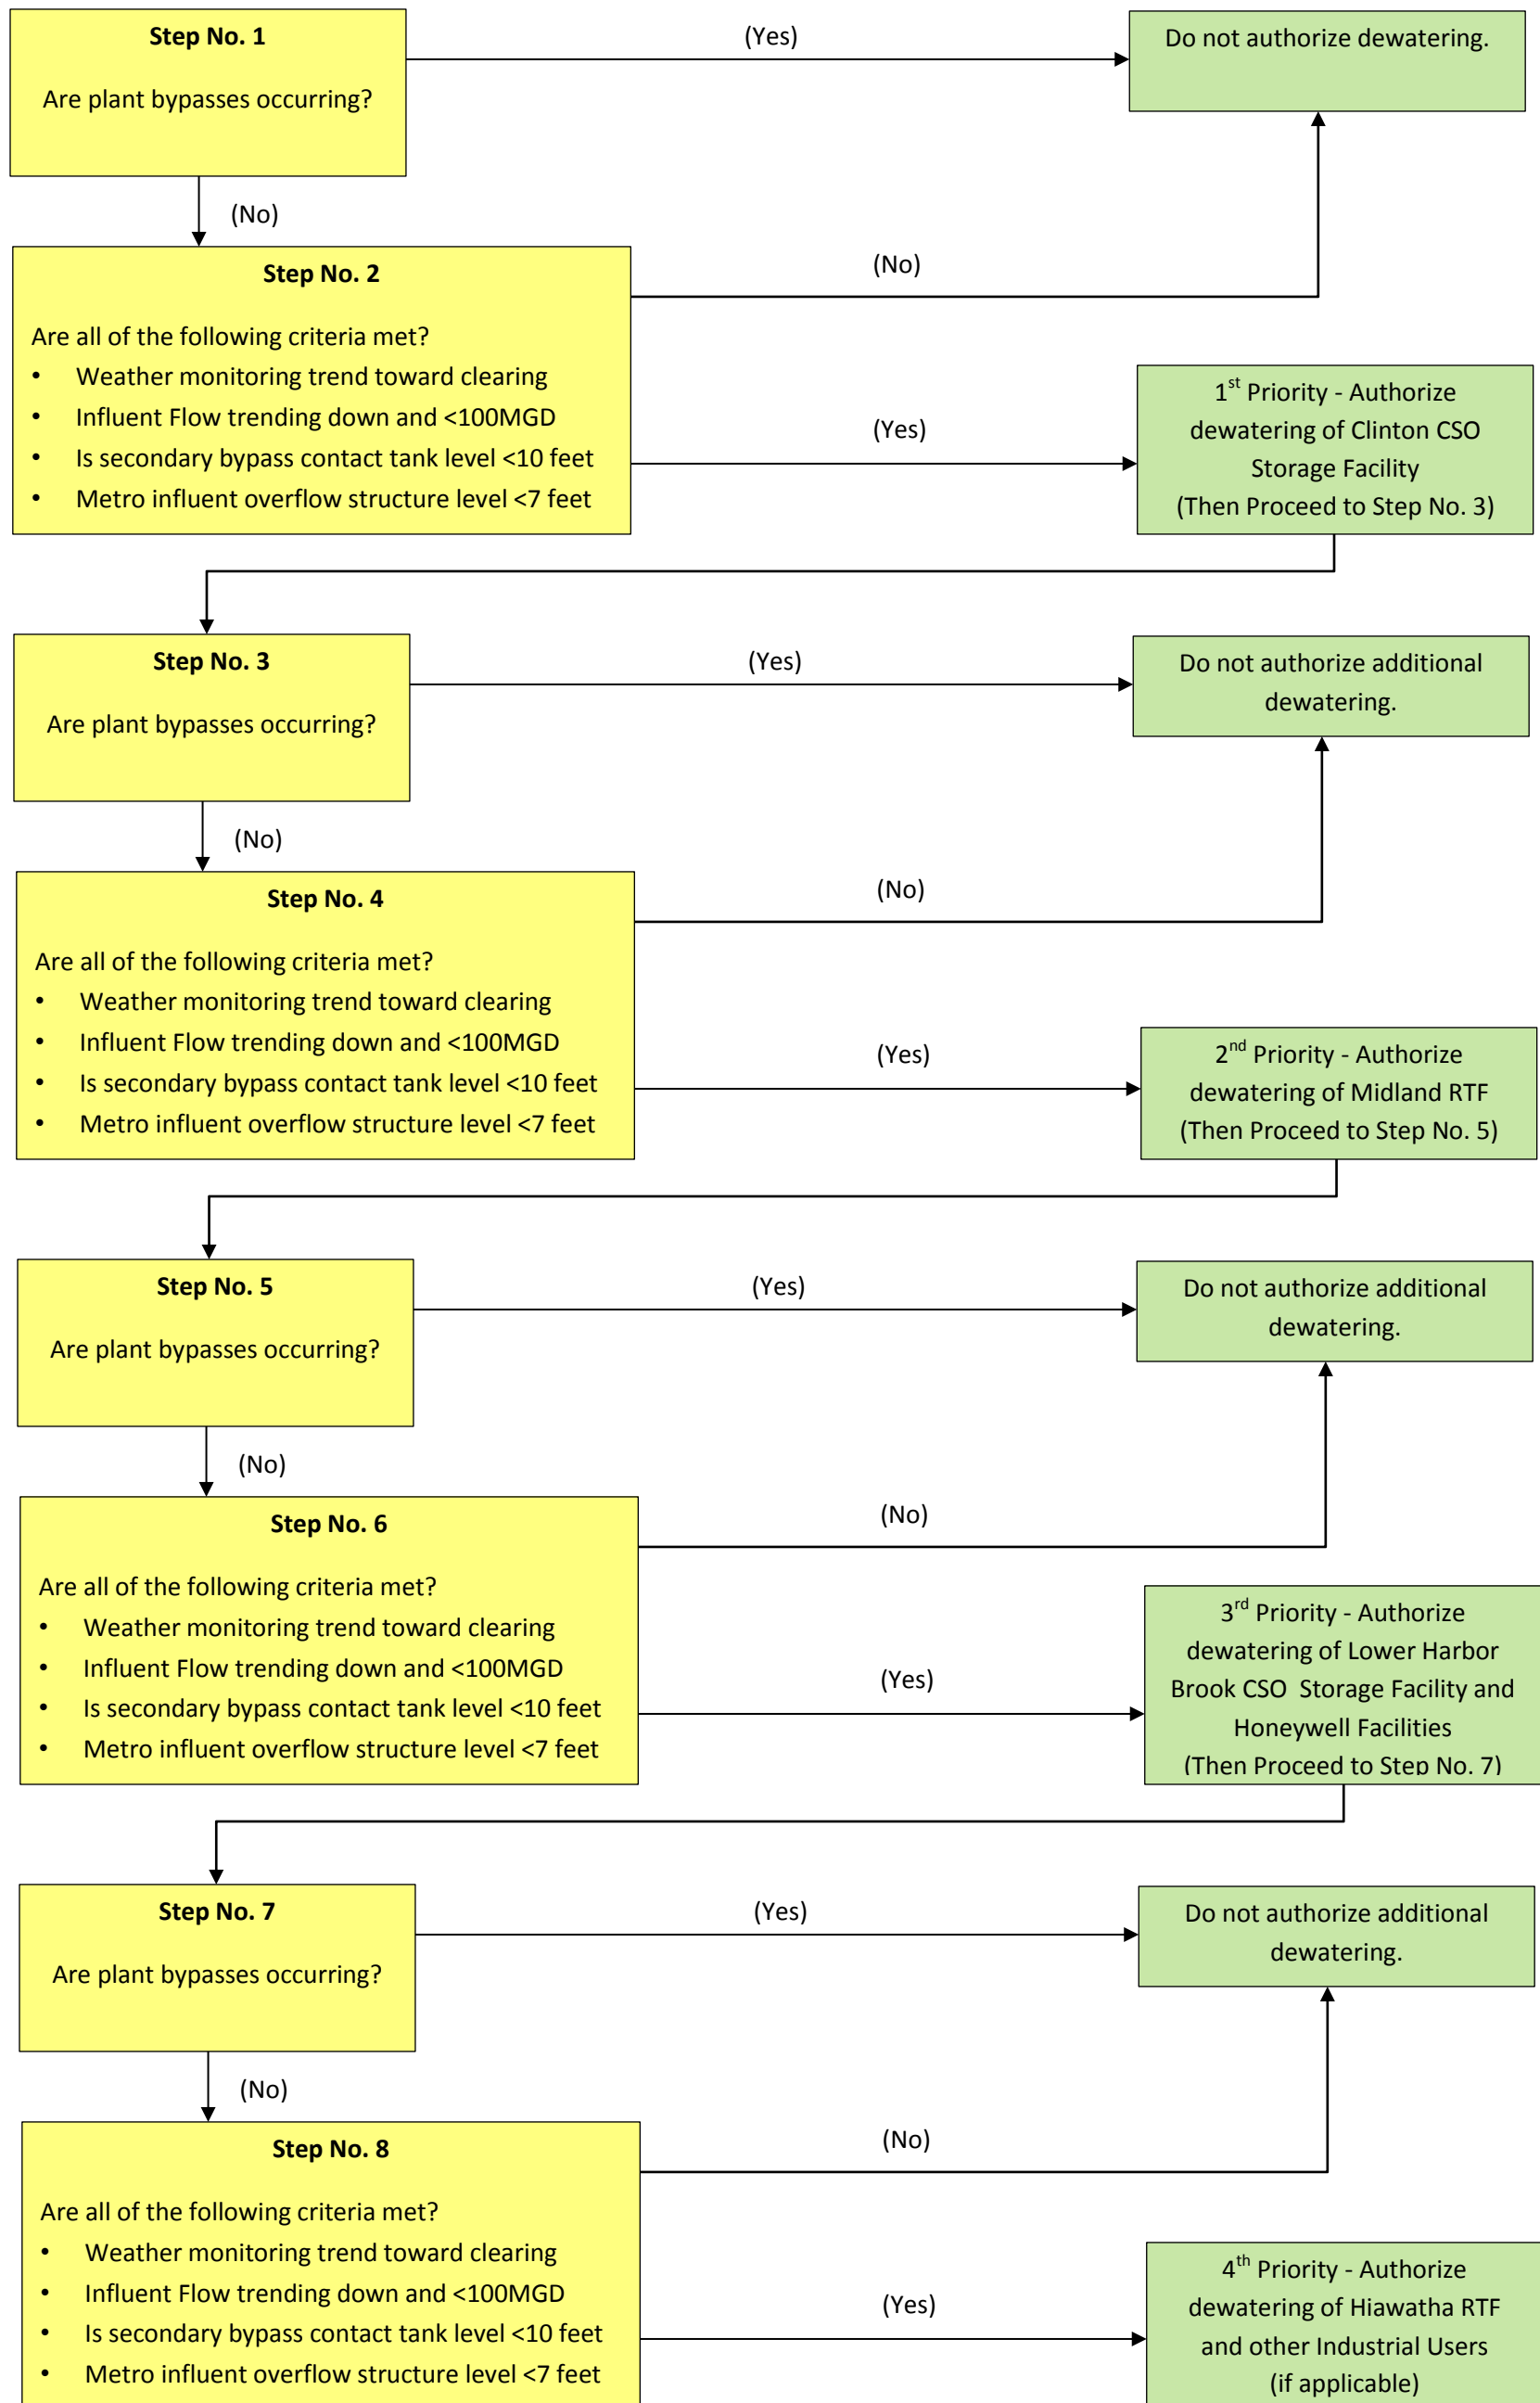 Step No. 1
Are plant bypasses occurring?
(Yes)
Do not authorize dewatering.
(No)
Step No. 2
Are all of the following criteria met?
• Weather monitoring trend toward clearing
• Influent Flow trending down and <100MGD
• Is secondary bypass contact tank level <10 feet
• Metro influent overflow structure level <7 feet
(No)
(Yes)
1st Priority - Authorize
dewatering of Clinton CSO
Storage Facility
(Then Proceed to Step No. 3)
Step No. 3
Are plant bypasses occurring?
(Yes)
Do not authorize additional
dewatering.
(No)
Step No. 4
Are all of the following criteria met?
• Weather monitoring trend toward clearing
• Influent Flow trending down and <100MGD
• Is secondary bypass contact tank level <10 feet
• Metro influent overflow structure level <7 feet
(No)
(Yes)
2nd Priority - Authorize
dewatering of Midland RTF
(Then Proceed to Step No. 5)
Step No. 5
Are plant bypasses occurring?
(Yes)
Do not authorize additional
dewatering.
(No)
Step No. 6
Are all of the following criteria met?
• Weather monitoring trend toward clearing
• Influent Flow trending down and <100MGD
• Is secondary bypass contact tank level <10 feet
• Metro influent overflow structure level <7 feet
(No)
(Yes)
3rd Priority - Authorize
dewatering of Lower Harbor
Brook CSO Storage Facility and
Honeywell Facilities
(Then Proceed to Step No. 7)
Step No. 7
Are plant bypasses occurring?
(Yes)
Do not authorize additional
dewatering.
(No)
Step No. 8
Are all of the following criteria met?
• Weather monitoring trend toward clearing
• Influent Flow trending down and <100MGD
• Is secondary bypass contact tank level <10 feet
• Metro influent overflow structure level <7 feet
(No)
(Yes)
4th Priority - Authorize
dewatering of Hiawatha RTF
and other Industrial Users
(if applicable)